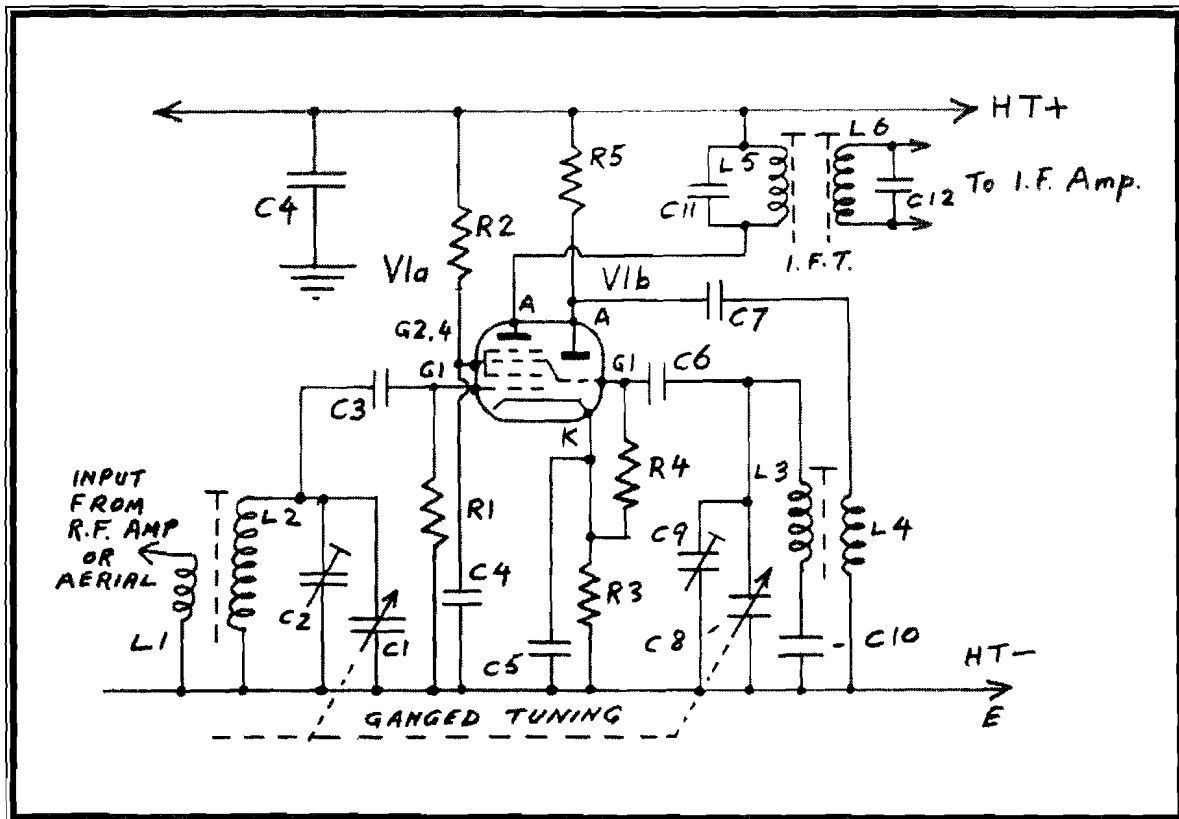 HT+
L5
L6
R5
C4
C11
C12
To I.F. Amp.
R2
I.F.T.
V1a
V1b
A
A
C7
G2,4
G1
G1
C6
C3
K
R4
L3
INPUT
FROM
R.F. AMP
OR
AERIAL
L2
R1
C9
L4
C4
R3
C2
C1
C8
C10
L1
C5
HT-
GANGED TUNING
E